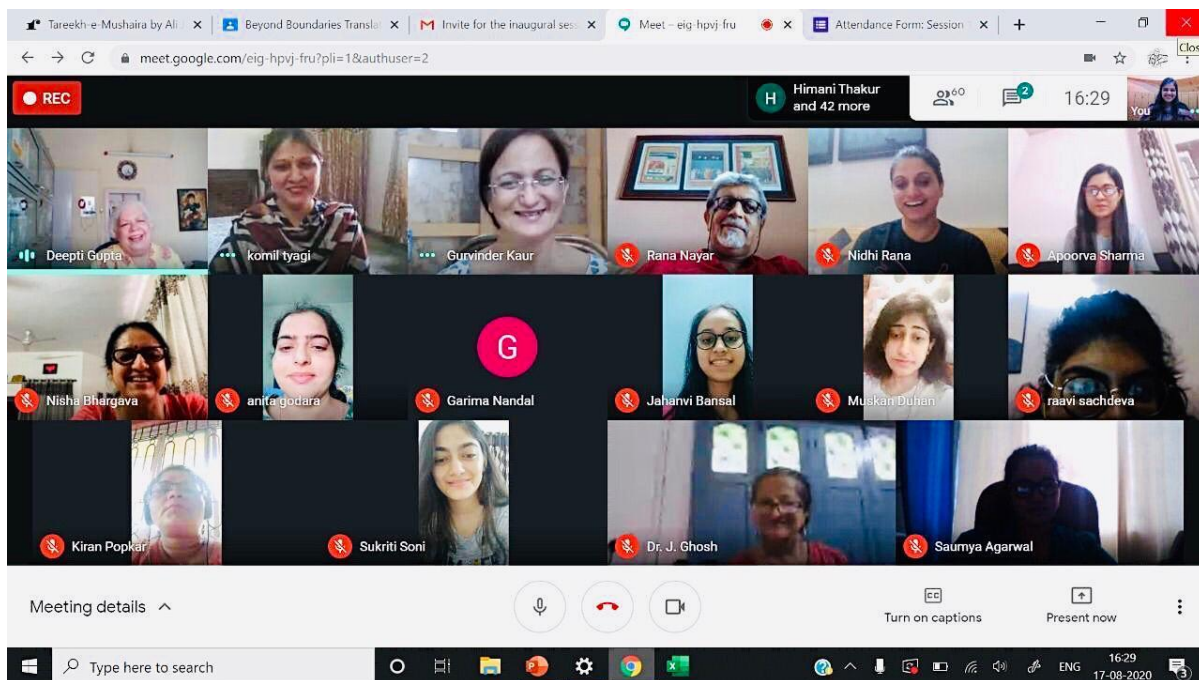 Tareekh-e-Mushaira by Ali
Beyond Boundaries Transla
Invite for the inaugural ses
Meet – eig-hpvj-fru
Attendance Form: Session
Clos
meet.google.com/eig-hpvj-fru?pli=1&authuser=2
REC
H
Himani Thakur
and 42 more
60
2
16:29
You
Deepti Gupta
komil tyagi
Gurvinder Kaur
Rana Nayar
Nidhi Rana
Apoorva Sharma
Nisha Bhargava
anita godara
G
Garima Nandal
Jahanvi Bansal
Muskan Duhan
raavi sachdeva
Kiran Popkar
Sukriti Soni
Dr. J. Ghosh
Saumya Agarwal
Meeting details
CC
Turn on captions
Present now
Type here to search
ENG
16:29
17-08-2020
3